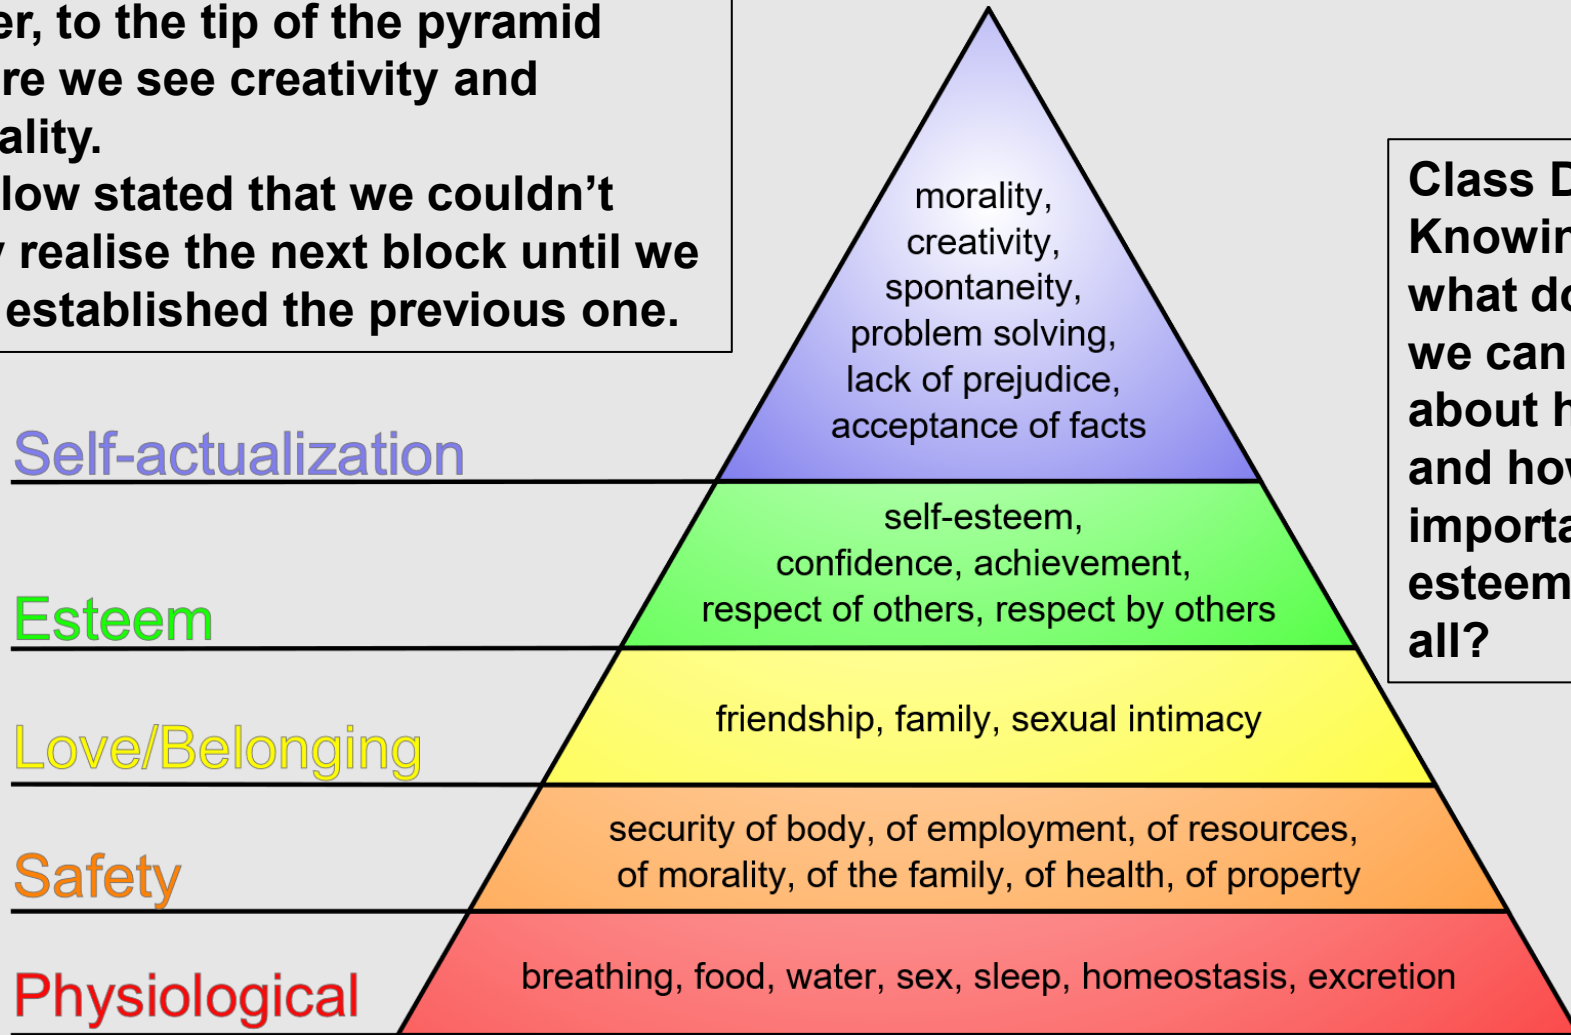 er, to the tip of the pyramid
re we see creativity and
ality.
low stated that we couldn’t
y realise the next block until we
established the previous one.
Class D
Knowin
what do
we can
about h
and how
importa
esteem
all?
morality,
creativity,
spontaneity,
problem solving,
lack of prejudice,
acceptance of facts
Self-actualization
self-esteem,
confidence, achievement,
respect of others, respect by others
Esteem
friendship, family, sexual intimacy
Love/Belonging
security of body, of employment, of resources,
of morality, of the family, of health, of property
Safety
breathing, food, water, sex, sleep, homeostasis, excretion
Physiological